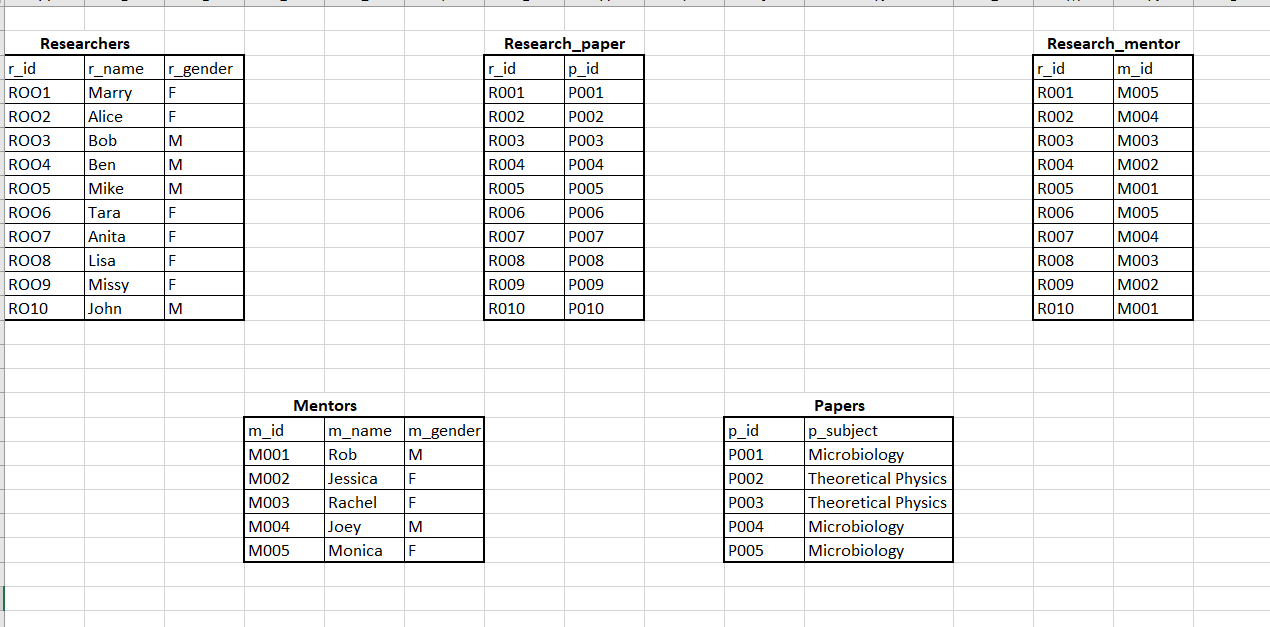 Researchers
r_id r_name r_gender
ROO1 Marry F
ROO2 Alice F
ROO3 Bob M
ROO4 Ben M
ROO5 Mike M
ROO6 Tara F
ROO7 Anita F
ROO8 Lisa F
ROO9 Missy F
RO10 John M
Research_paper
r_id p_id
R001 P001
R002 P002
R003 P003
R004 P004
R005 P005
R006 P006
R007 P007
R008 P008
R009 P009
R010 P010
Research_mentor
r_id m_id
R001 M005
R002 M004
R003 M003
R004 M002
R005 M001
R006 M005
R007 M004
R008 M003
R009 M002
R010 M001
Mentors
m_id m_name m_gender
M001 Rob M
M002 Jessica F
M003 Rachel F
M004 Joey M
M005 Monica F
Papers
p_id p_subject
P001 Microbiology
P002 Theoretical Physics
P003 Theoretical Physics
P004 Microbiology
P005 Microbiology